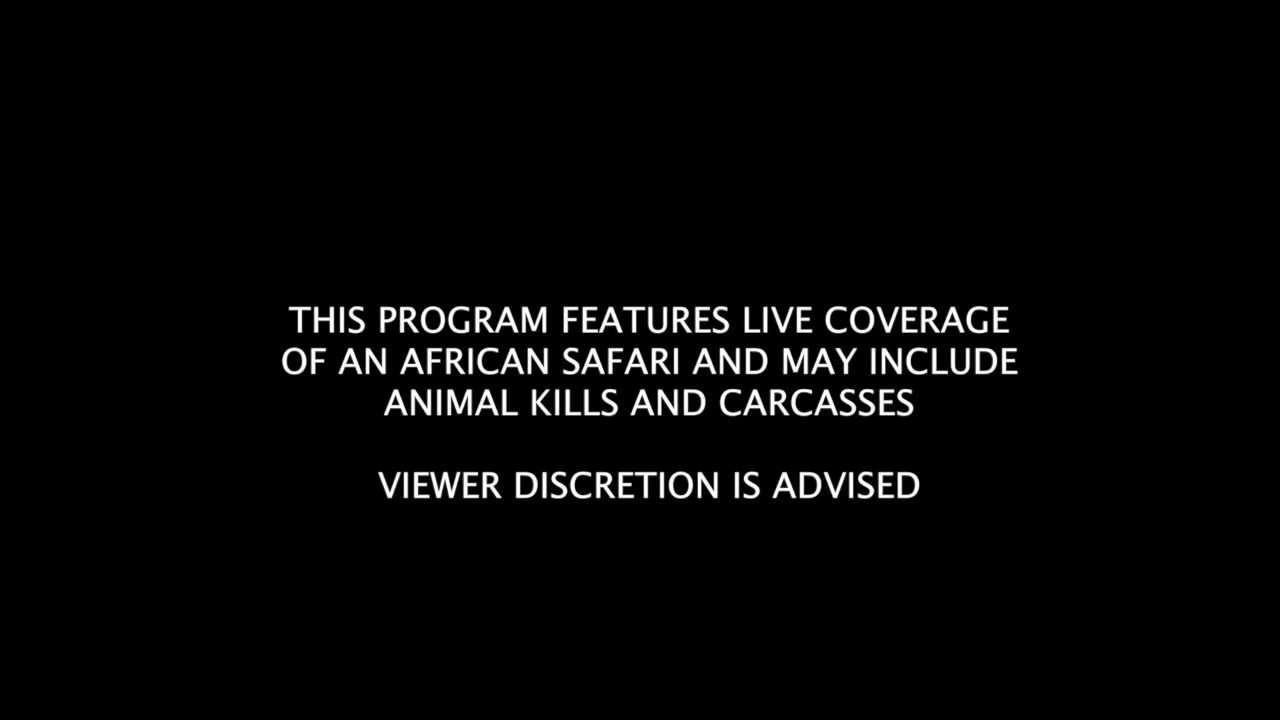 THIS PROGRAM FEATURES LIVE COVERAGE
OF AN AFRICAN SAFARI AND MAY INCLUDE
ANIMAL KILLS AND CARCASSES
VIEWER DISCRETION IS ADVISED